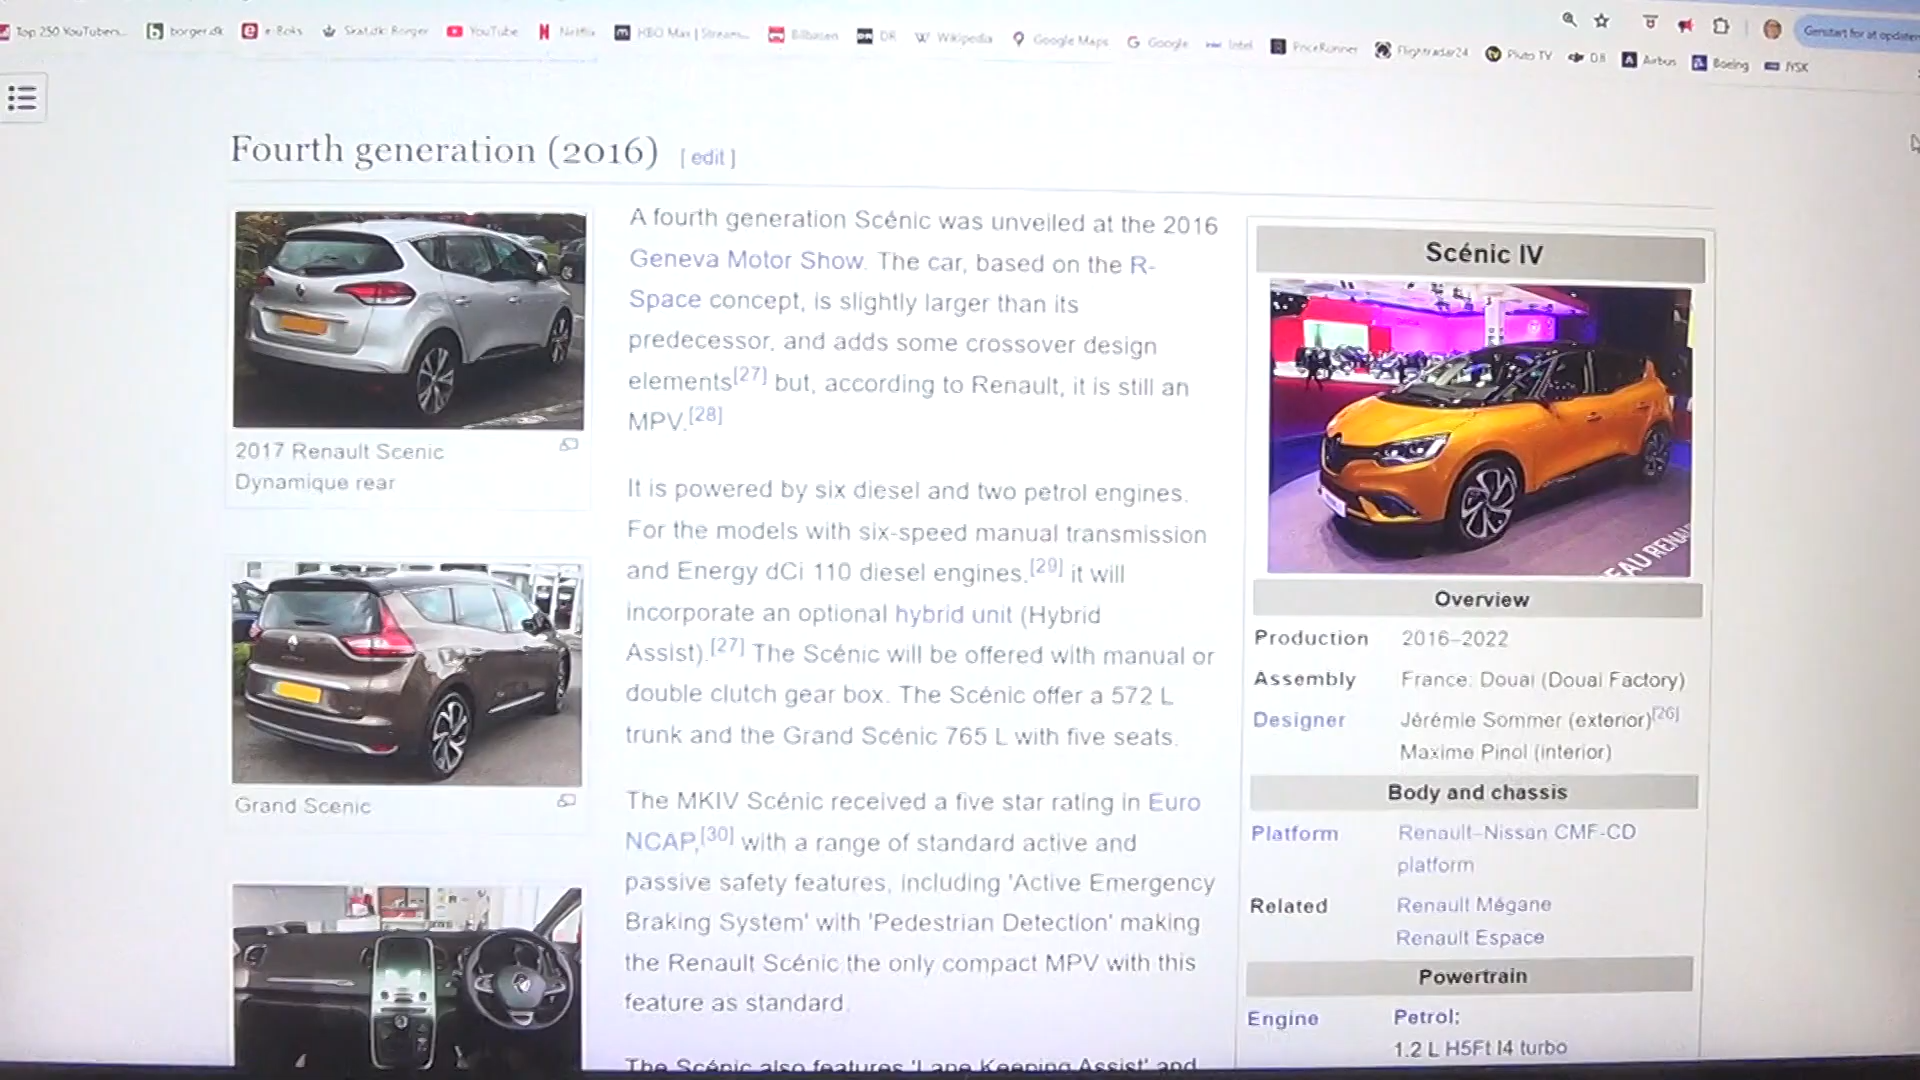 Top 250 YouTubers...
borger.dk
e-Boks
Skat.dk: Borger
YouTube
Netflix
HBO Max | Stream...
Bilbasen
DR
Wikipedia
Google Maps
Google
Intel
PriceRunner
Flightradar24
Pluto TV
DJI
Airbus
Boeing
JYSK
Genstart for at opdatere
Fourth generation (2016) [ edit ]
2017 Renault Scenic
Dynamique rear
Grand Scenic
A fourth generation Scénic was unveiled at the 2016
Geneva Motor Show. The car, based on the R-
Space concept, is slightly larger than its
predecessor, and adds some crossover design
elements[27] but, according to Renault, it is still an
MPV.[28]
It is powered by six diesel and two petrol engines.
For the models with six-speed manual transmission
and Energy dCi 110 diesel engines,[29] it will
incorporate an optional hybrid unit (Hybrid
Assist).[27] The Scénic will be offered with manual or
double clutch gear box. The Scénic offer a 572 L
trunk and the Grand Scénic 765 L with five seats.
The MKIV Scénic received a five star rating in Euro
NCAP,[30] with a range of standard active and
passive safety features, including 'Active Emergency
Braking System' with 'Pedestrian Detection' making
the Renault Scénic the only compact MPV with this
feature as standard.
The Scénic also features 'Lane Keeping Assist' and
Scénic IV
EAU RENAU
Overview
Production 2016–2022
Assembly France: Douai (Douai Factory)
Designer Jérémie Sommer (exterior)[26]
Maxime Pinol (interior)
Body and chassis
Platform Renault–Nissan CMF-CD
platform
Related Renault Mégane
Renault Espace
Powertrain
Engine Petrol:
1.2 L H5Ft I4 turbo